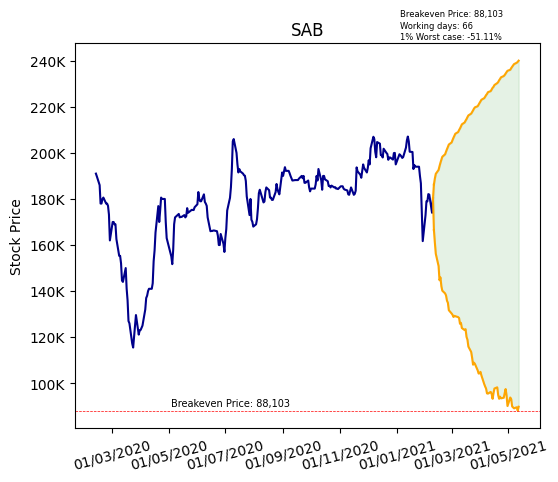 Breakeven Price: 88,103
Working days: 66
1% Worst case: -51.11%
SAB
Stock Price
240K
220K
200K
180K
160K
140K
120K
100K
Breakeven Price: 88,103
01/03/2020
01/05/2020
01/07/2020
01/09/2020
01/11/2020
01/01/2021
01/03/2021
01/05/2021